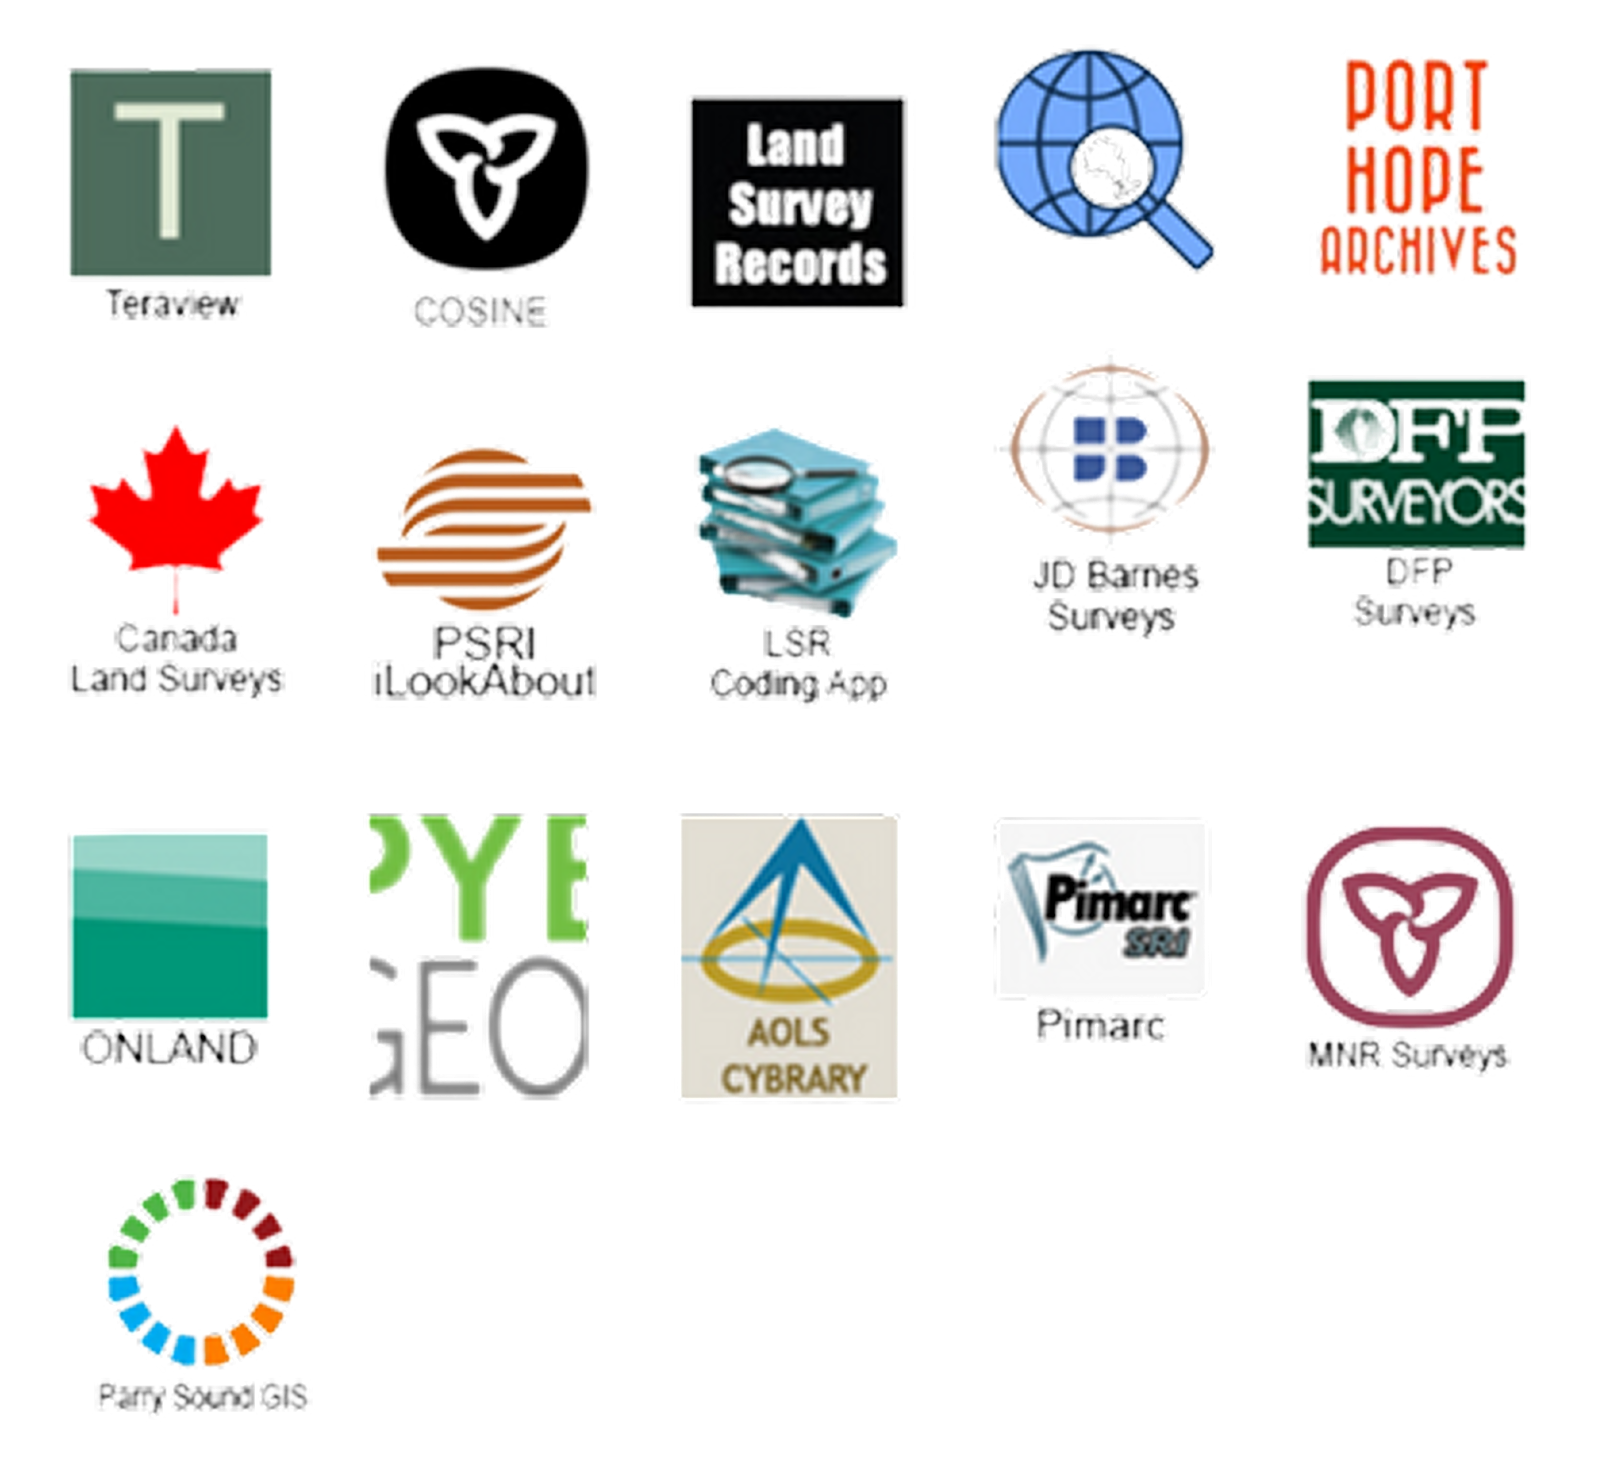 T
Teraview
COSINE
Land
Survey
Records
PORT
HOPE
ARCHIVES
Canada
Land Surveys
PSRI
iLookAbout
LSR
Coding App
JD Barnes
Surveys
DFP
SURVEYORS
DFP
Surveys
ONLAND
PYE
GEO
AOLS
CYBRARY
Pimarc
SRI
Pimarc
MNR Surveys
Parry Sound GIS